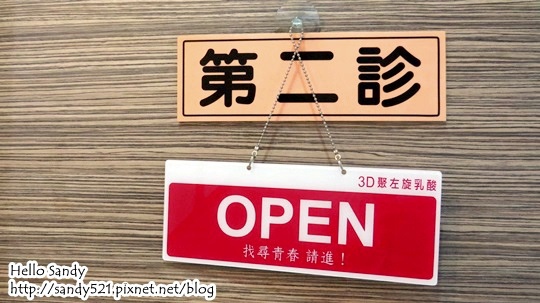 第二診
3D聚左旋乳酸
OPEN
找尋青春 請進！
Hello Sandy
http://sandy521.pixnet.net/blog